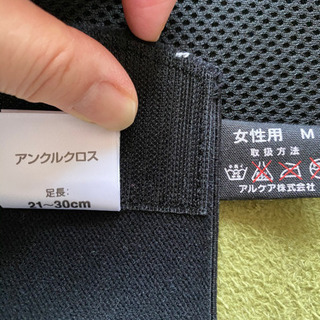 アンクルクロス
足長:
21〜30cm
女性用 M
取扱方法
アルケア株式会社